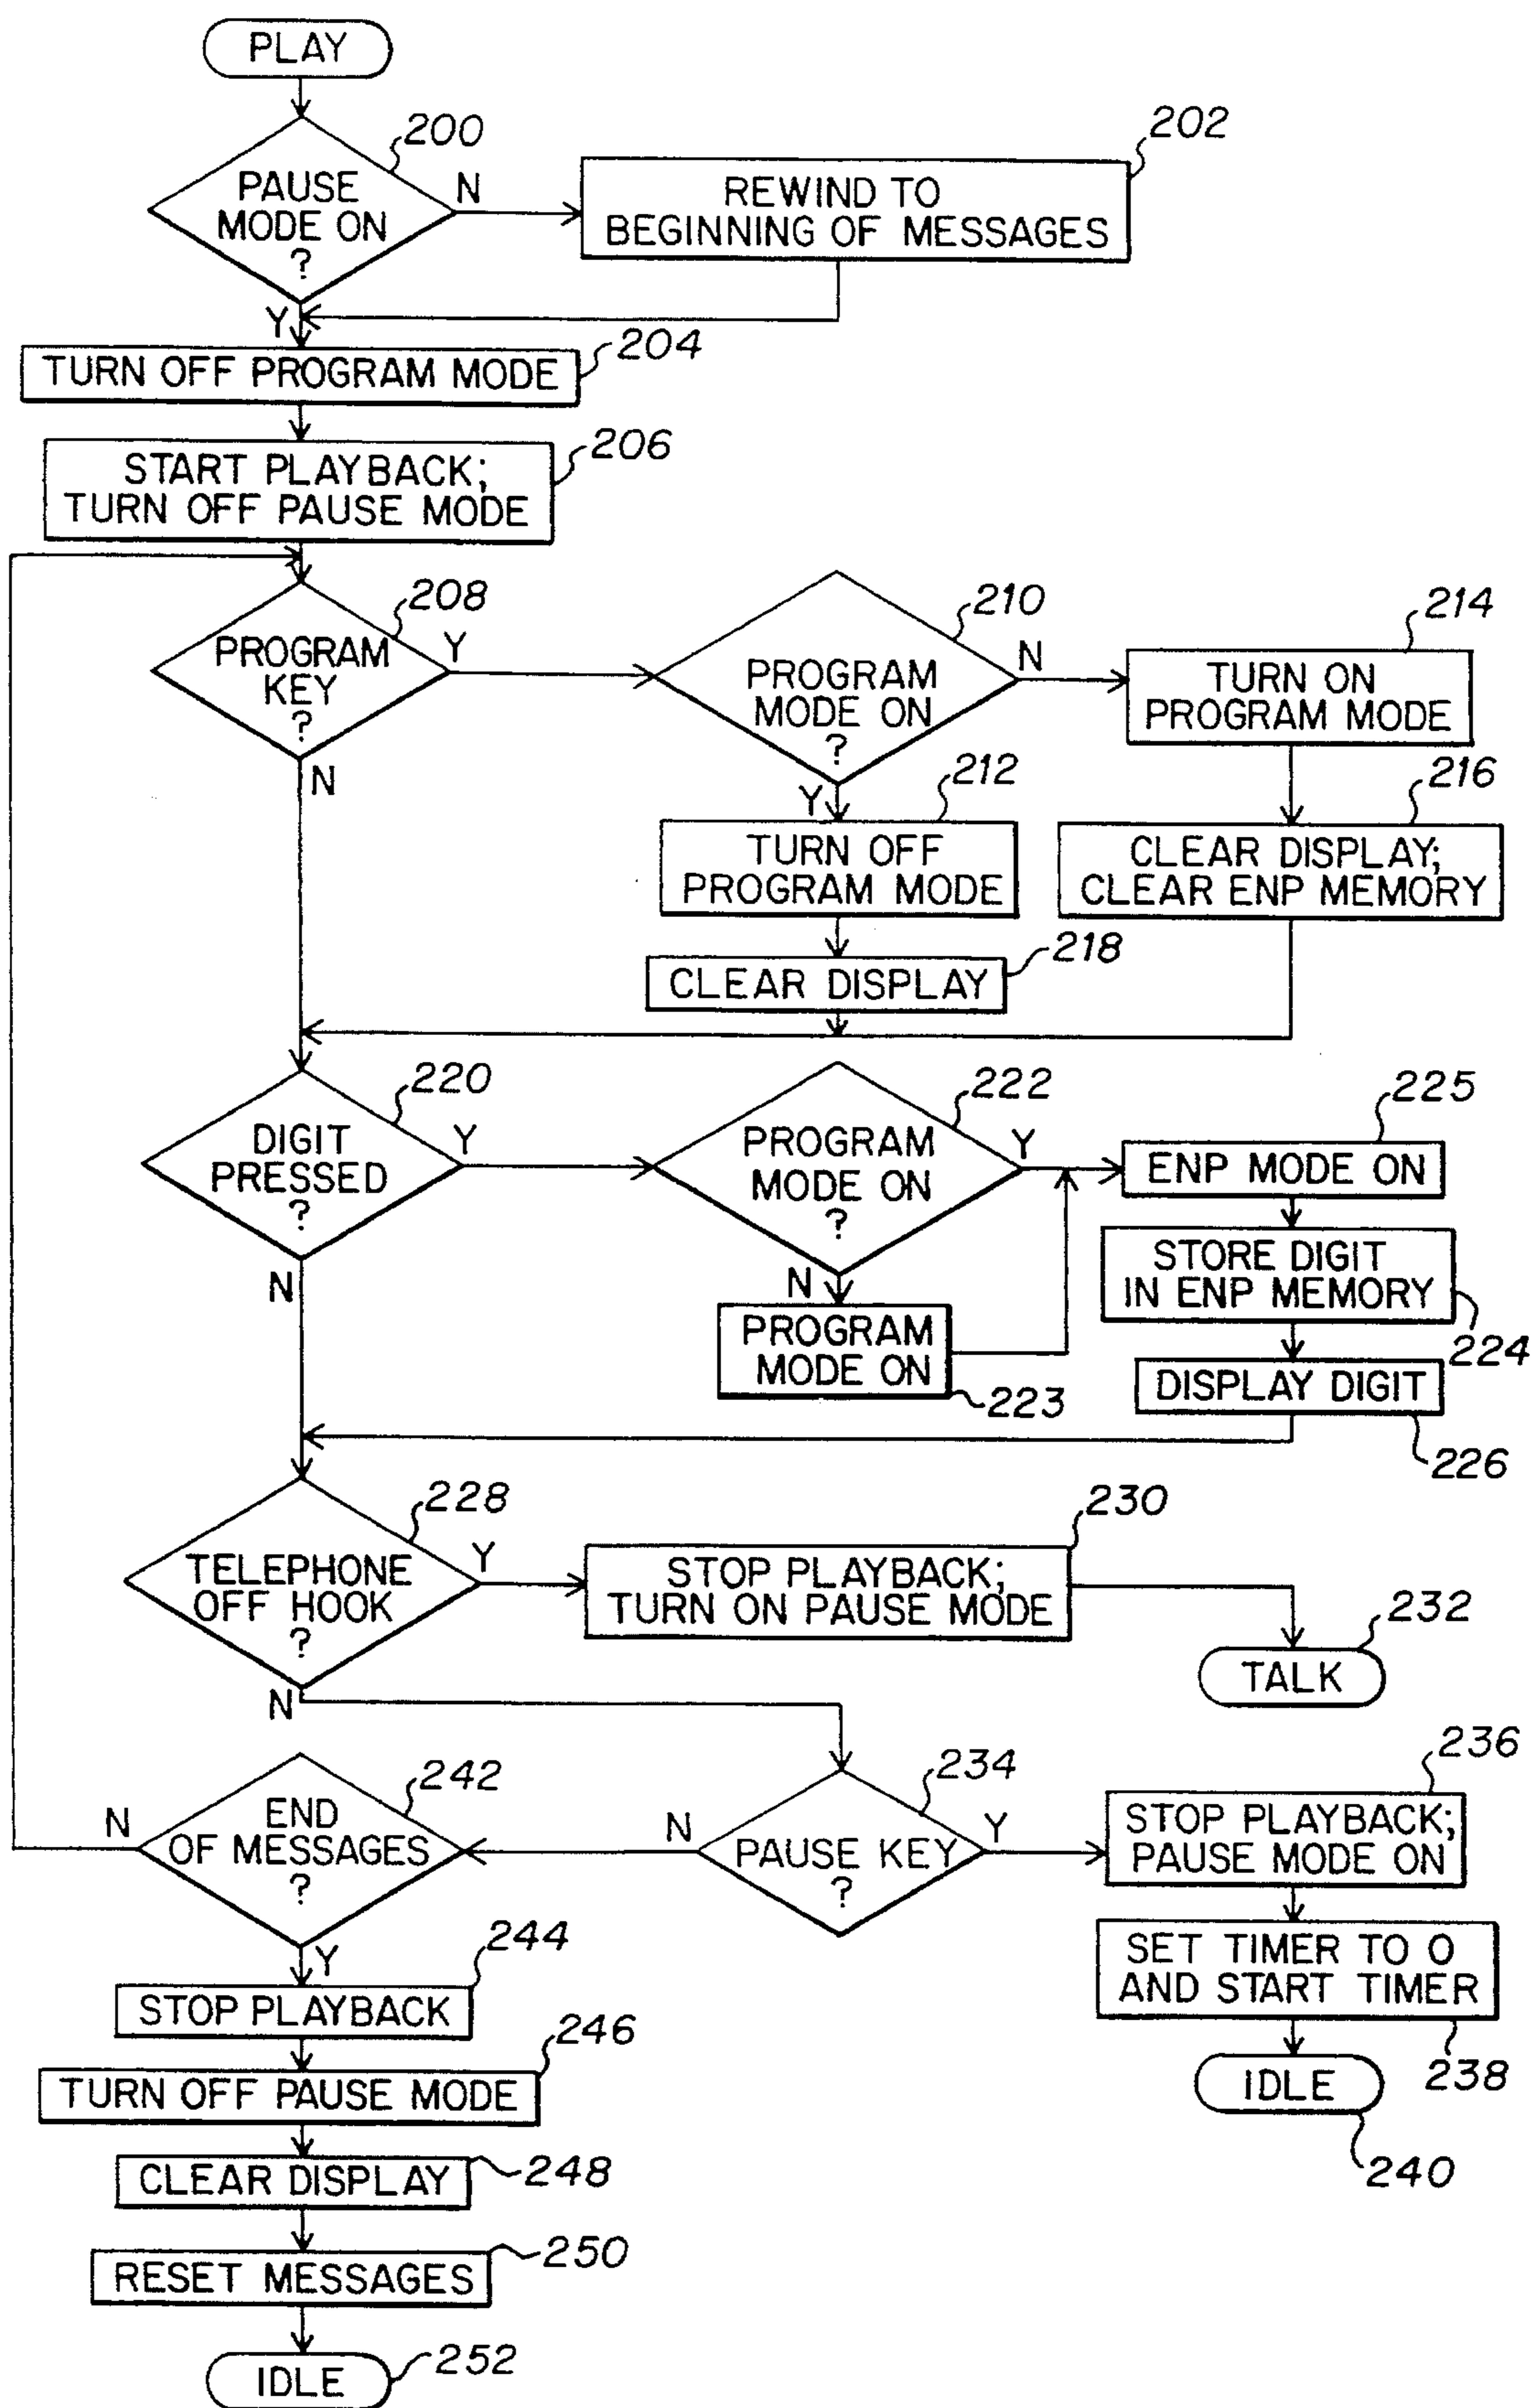 PLAY
200
PAUSE
MODE ON
?
N
202
REWIND TO
BEGINNING OF MESSAGES
Y
204
TURN OFF PROGRAM MODE
206
START PLAYBACK;
TURN OFF PAUSE MODE
208
PROGRAM
KEY
?
Y
N
210
PROGRAM
MODE ON
?
N
Y
214
TURN ON
PROGRAM MODE
212
TURN OFF
PROGRAM MODE
216
CLEAR DISPLAY;
CLEAR ENP MEMORY
218
CLEAR DISPLAY
220
DIGIT
PRESSED
?
Y
N
222
PROGRAM
MODE ON
?
Y
N
225
ENP MODE ON
STORE DIGIT
IN ENP MEMORY
224
PROGRAM
MODE ON
223
DISPLAY DIGIT
226
228
TELEPHONE
OFF HOOK
?
Y
N
230
STOP PLAYBACK;
TURN ON PAUSE MODE
232
TALK
234
PAUSE KEY
?
N
Y
236
STOP PLAYBACK;
PAUSE MODE ON
SET TIMER TO 0
AND START TIMER
238
IDLE
240
242
END
OF MESSAGES
?
N
Y
244
STOP PLAYBACK
246
TURN OFF PAUSE MODE
CLEAR DISPLAY
248
RESET MESSAGES
250
IDLE
252